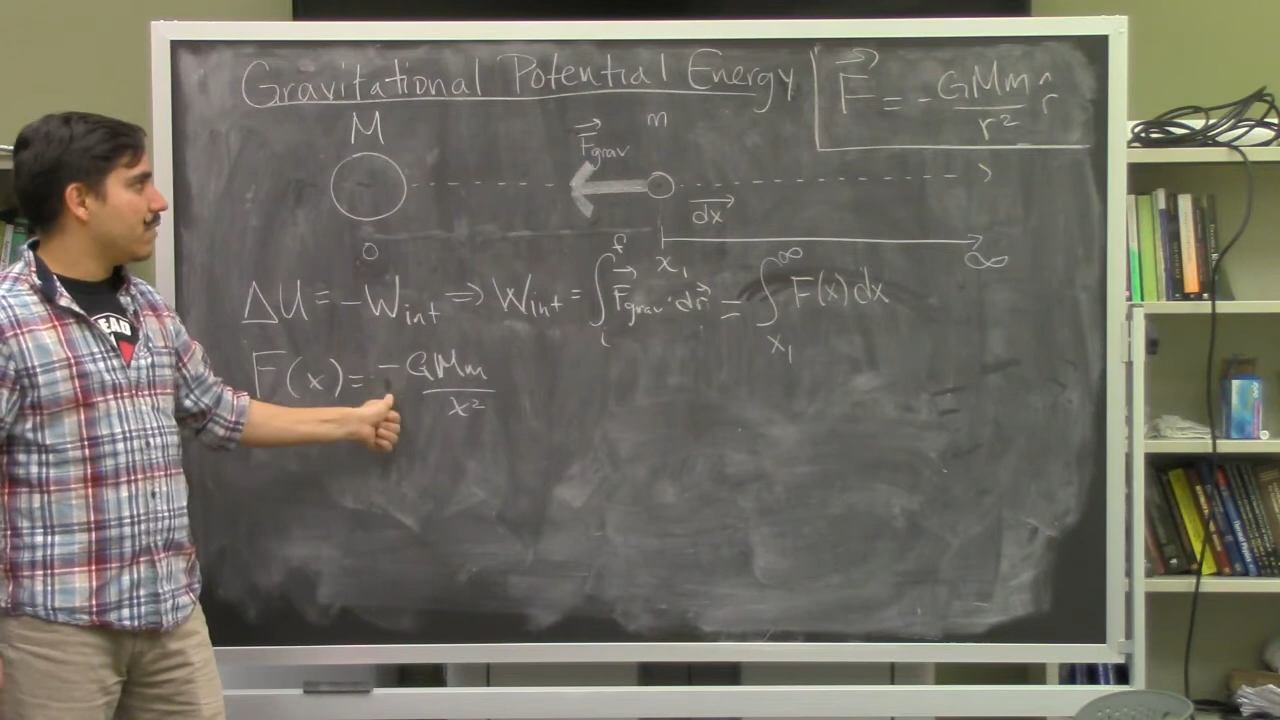 Gravitational Potential Energy
F⃗ = -GMm/r² r̂
M
m
F⃗grav
dx⃗
0
x₁
∞
ΔU = -Wint ⇒ Wint = ∫ᵢᶠ F⃗grav · dr⃗ = ∫ₓ₁^∞ F(x) dx
F(x) = -GMm/x²
EAD